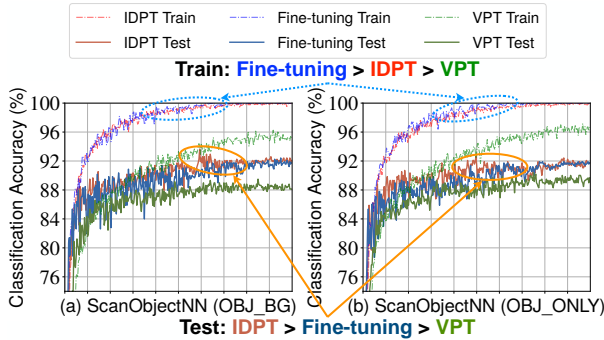 IDPT Train Fine-tuning Train VPT Train
IDPT Test Fine-tuning Test VPT Test
Train: Fine-tuning > IDPT > VPT
Classification Accuracy (%)
100
96
92
88
84
80
76
(a) ScanObjectNN (OBJ_BG)
Classification Accuracy (%)
100
96
92
88
84
80
76
(b) ScanObjectNN (OBJ_ONLY)
Test: IDPT > Fine-tuning > VPT